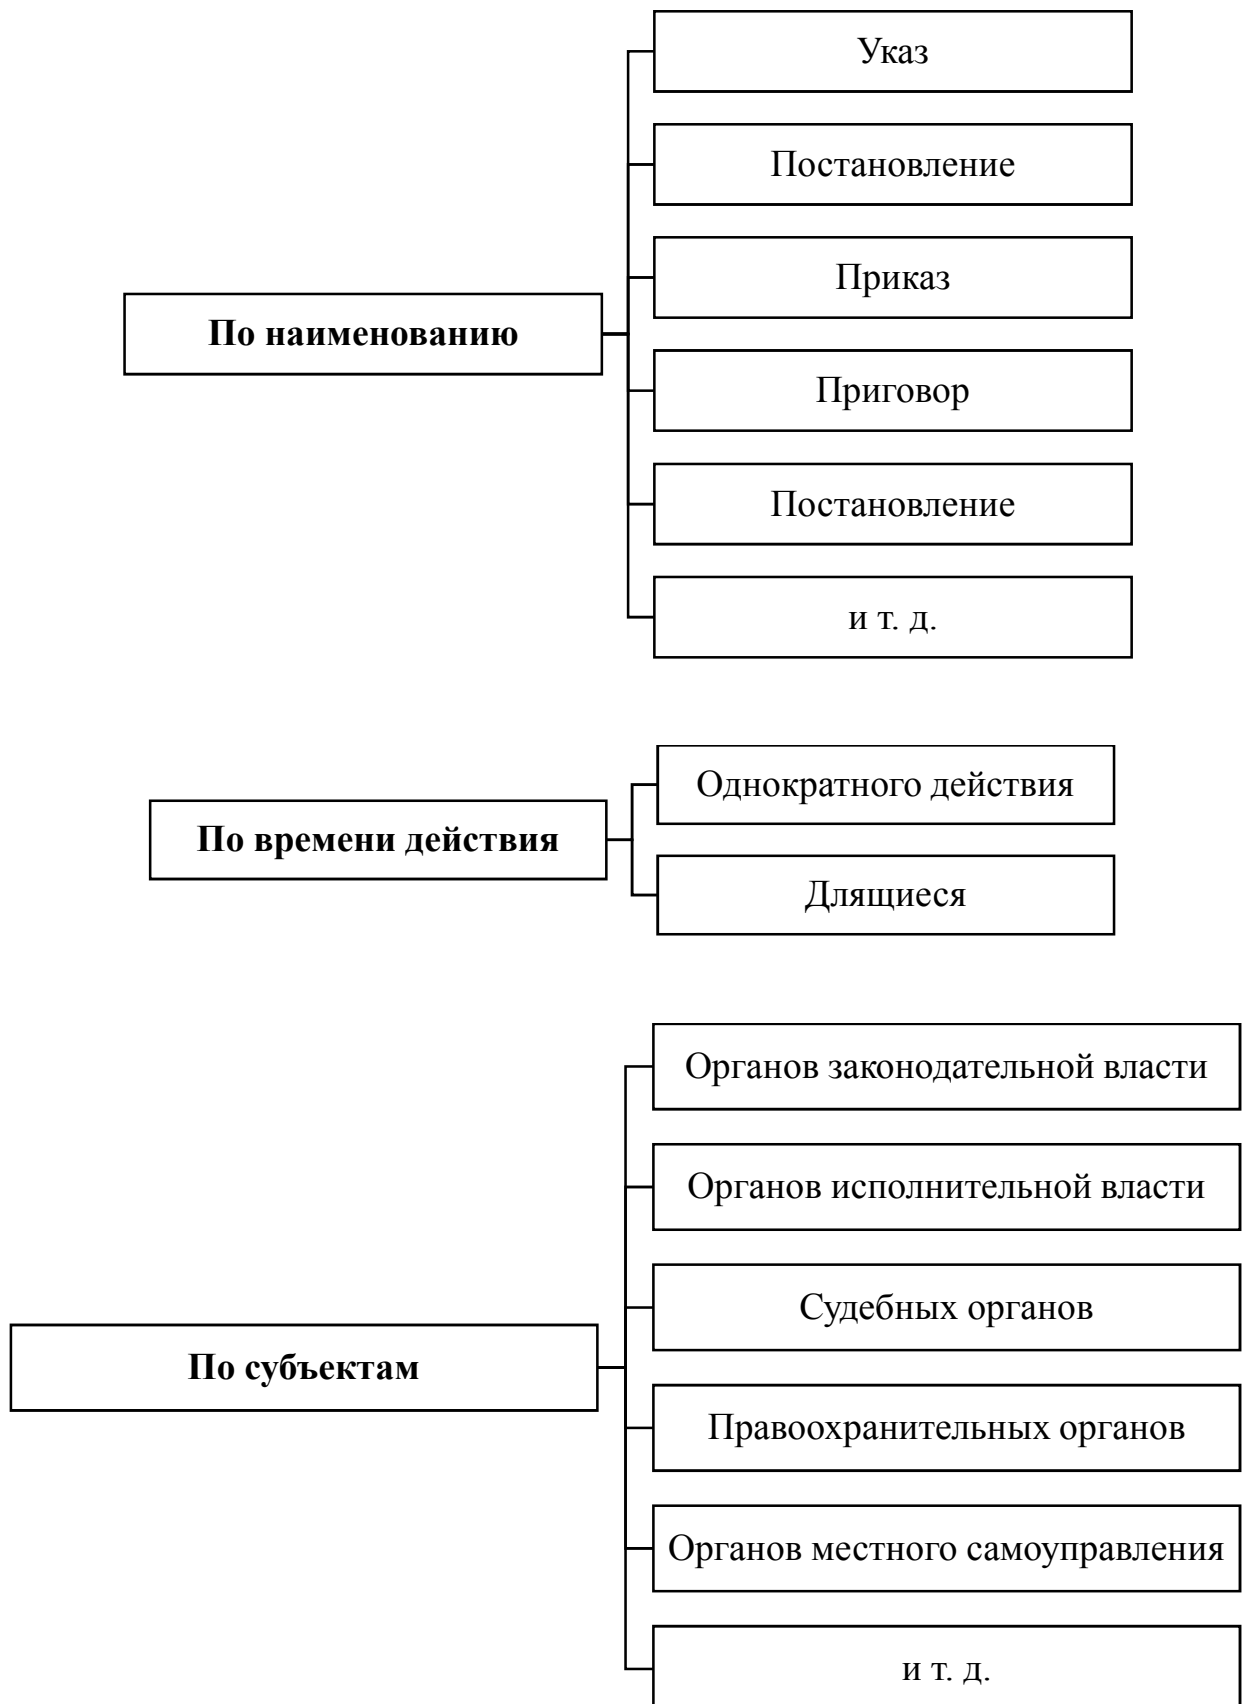 По наименованию
Указ
Постановление
Приказ
Приговор
Постановление
и т. д.
По времени действия
Однократного действия
Длящиеся
По субъектам
Органов законодательной власти
Органов исполнительной власти
Судебных органов
Правоохранительных органов
Органов местного самоуправления
и т. д.